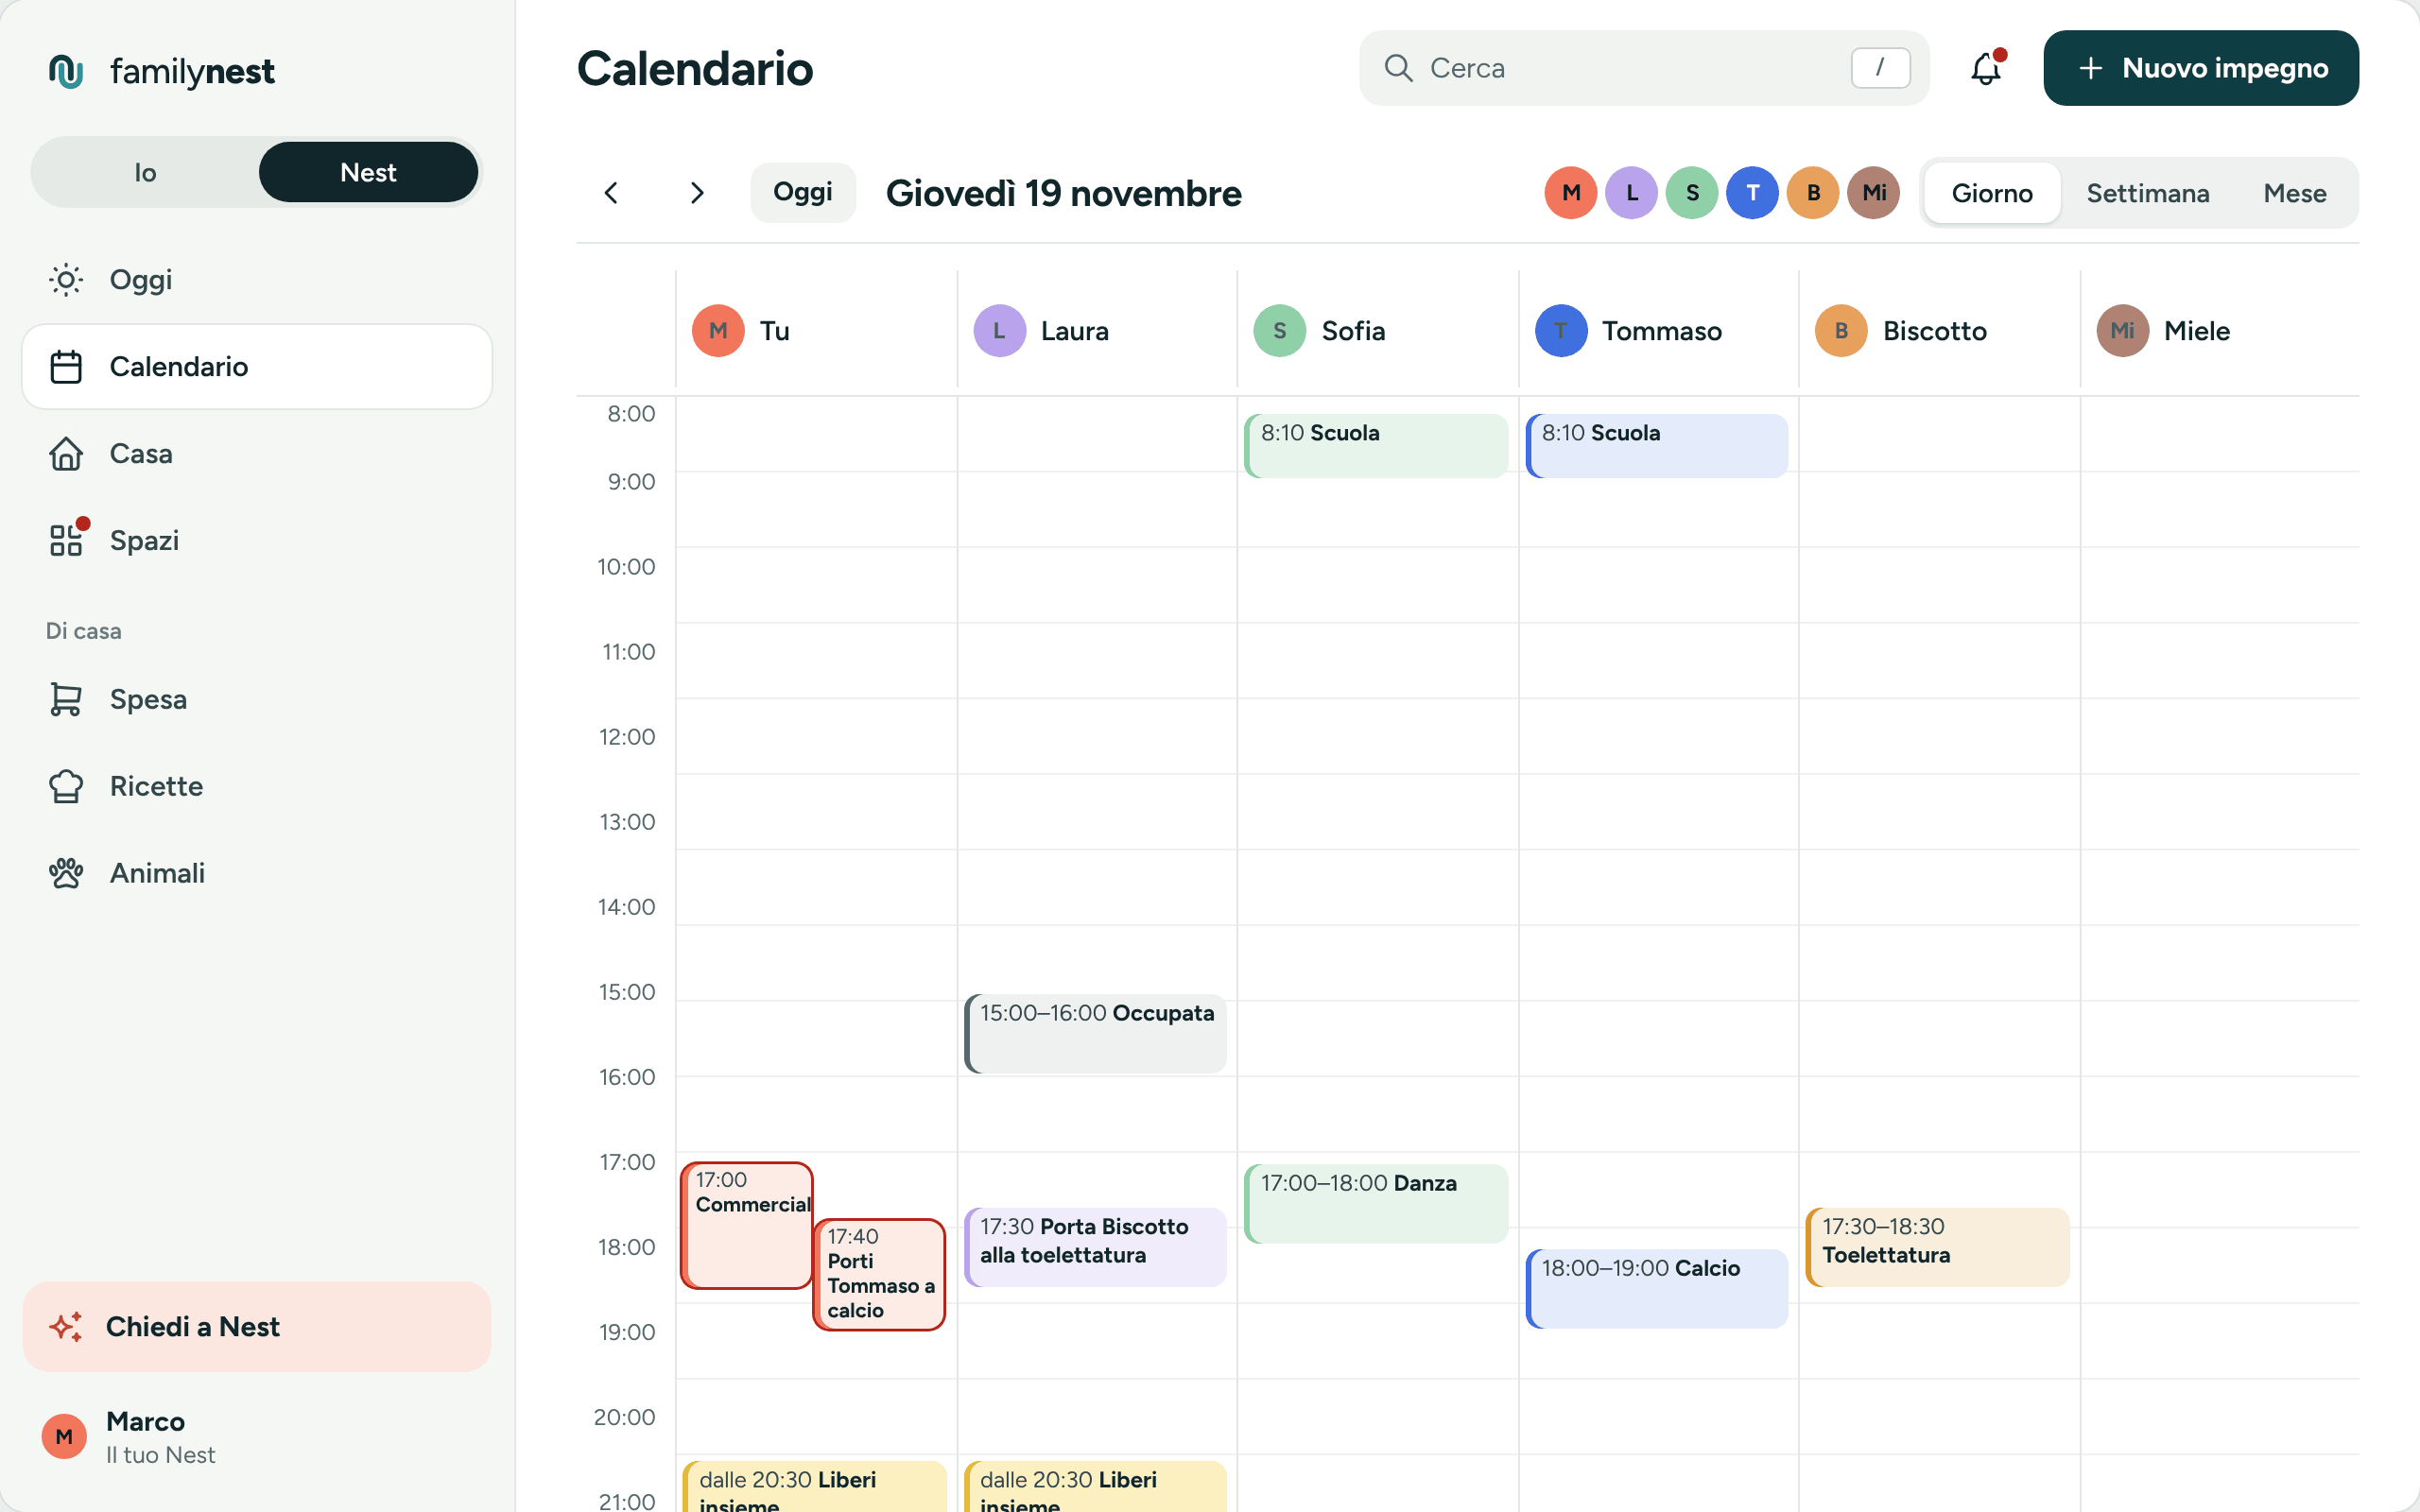 familynest
Io
Nest
Oggi
Calendario
Casa
Spazi
Di casa
Spesa
Ricette
Animali
Chiedi a Nest
M
Marco
Il tuo Nest
Calendario
Cerca
/
Nuovo impegno
Oggi
Giovedì 19 novembre
M
L
S
T
B
Mi
Giorno
Settimana
Mese
M Tu
L Laura
S Sofia
T Tommaso
B Biscotto
Mi Miele
8:00
8:10 Scuola
8:10 Scuola
9:00
10:00
11:00
12:00
13:00
14:00
15:00
15:00–16:00 Occupata
16:00
17:00
17:00
Commercial
17:40
Porti
Tommaso a
calcio
17:30 Porta Biscotto
alla toelettatura
17:00–18:00 Danza
18:00–19:00 Calcio
17:30–18:30
Toelettatura
18:00
19:00
20:00
dalle 20:30 Liberi
insieme
dalle 20:30 Liberi
insieme
21:00